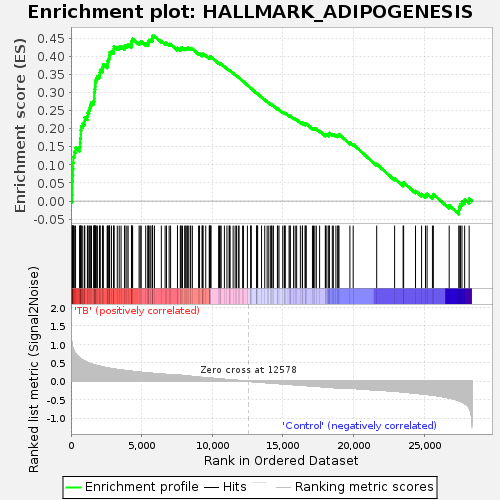 Enrichment plot: HALLMARK_ADIPOGENESIS
Enrichment score (ES)
0.45
0.40
0.35
0.30
0.25
0.20
0.15
0.10
0.05
0.00
-0.05
'TB' (positively correlated)
Ranked list metric (Signal2Noise)
2.0
1.5
1.0
0.5
0.0
-0.5
-1.0
Zero cross at 12578
'Control' (negatively correlated)
0
5,000
10,000
15,000
20,000
25,000
Rank in Ordered Dataset
Enrichment profile
Hits
Ranking metric scores